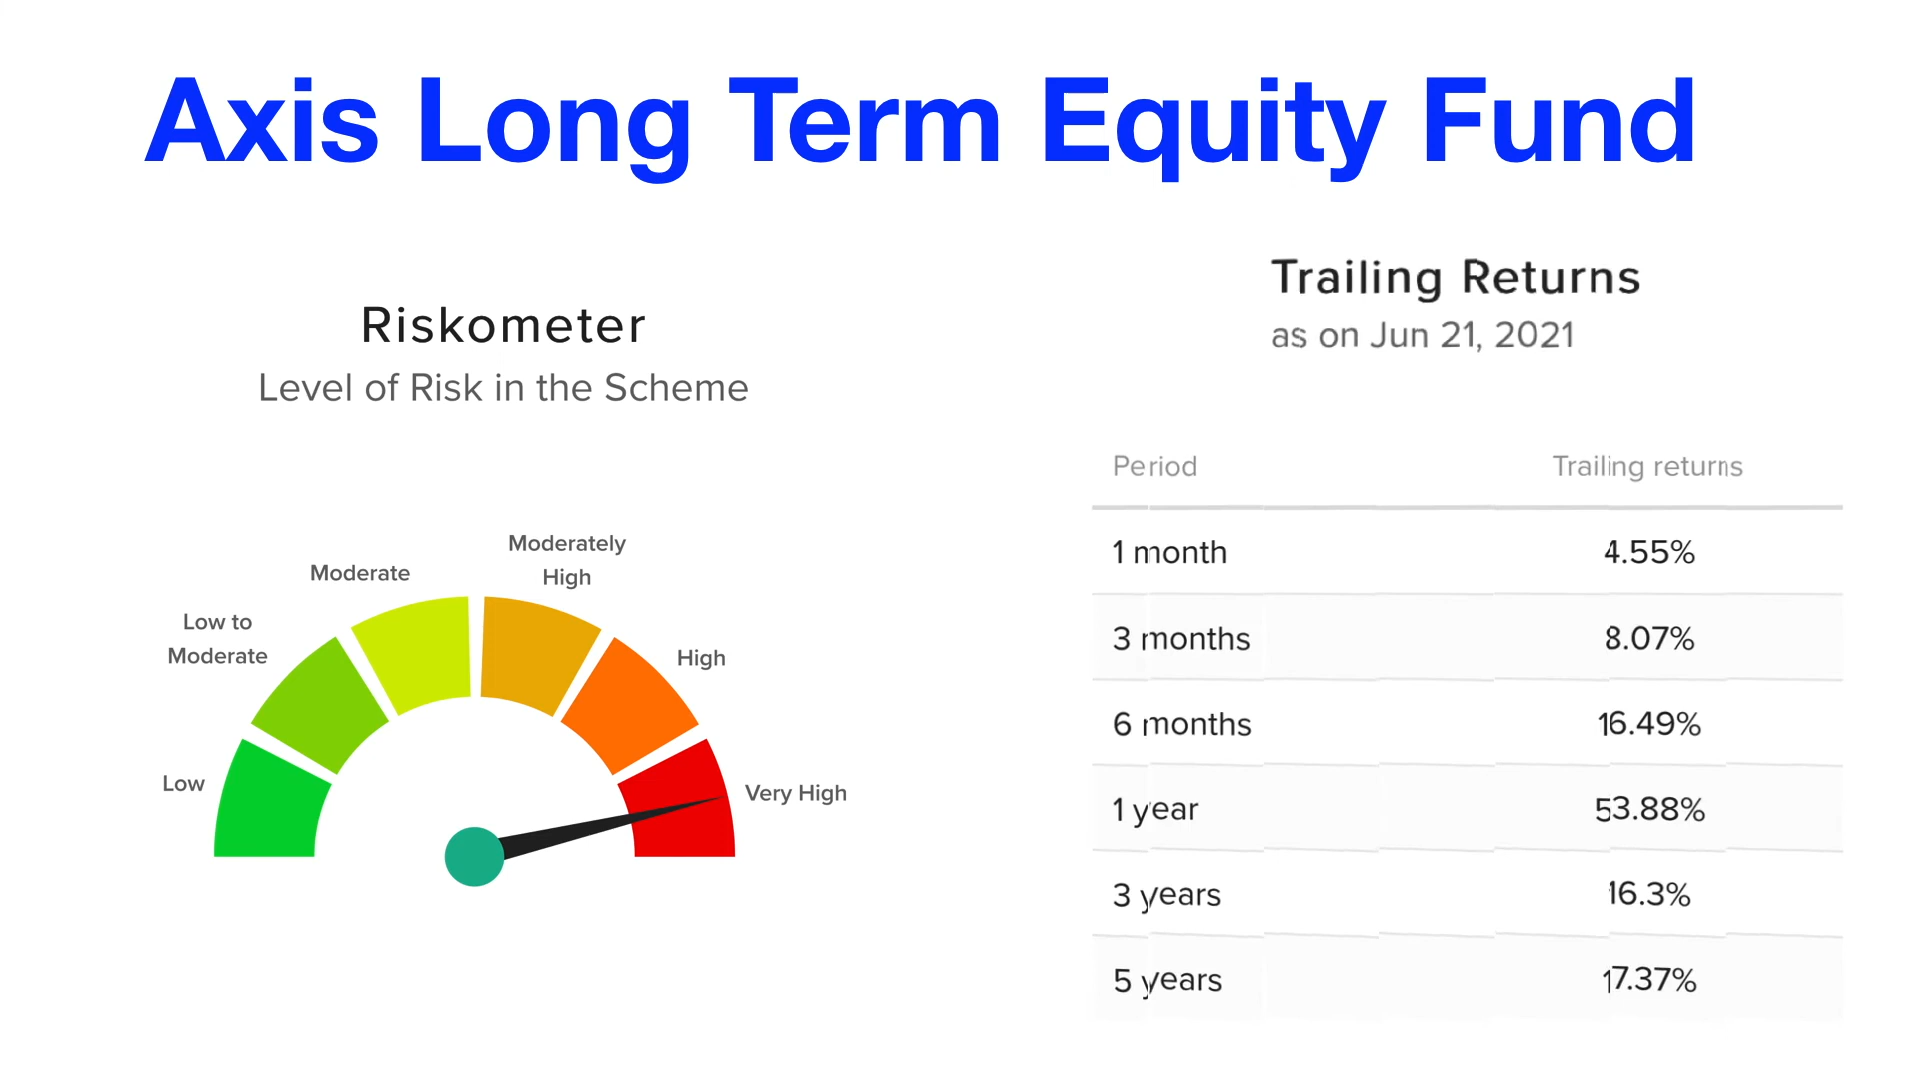 Axis Long Term Equity Fund
Riskometer
Level of Risk in the Scheme
Low
Low to
Moderate
Moderate
Moderately
High
High
Very High
Trailing Returns
as on Jun 21, 2021
Period Trailing returns
1 month 4.55%
3 months 8.07%
6 months 16.49%
1 year 53.88%
3 years 16.3%
5 years 17.37%